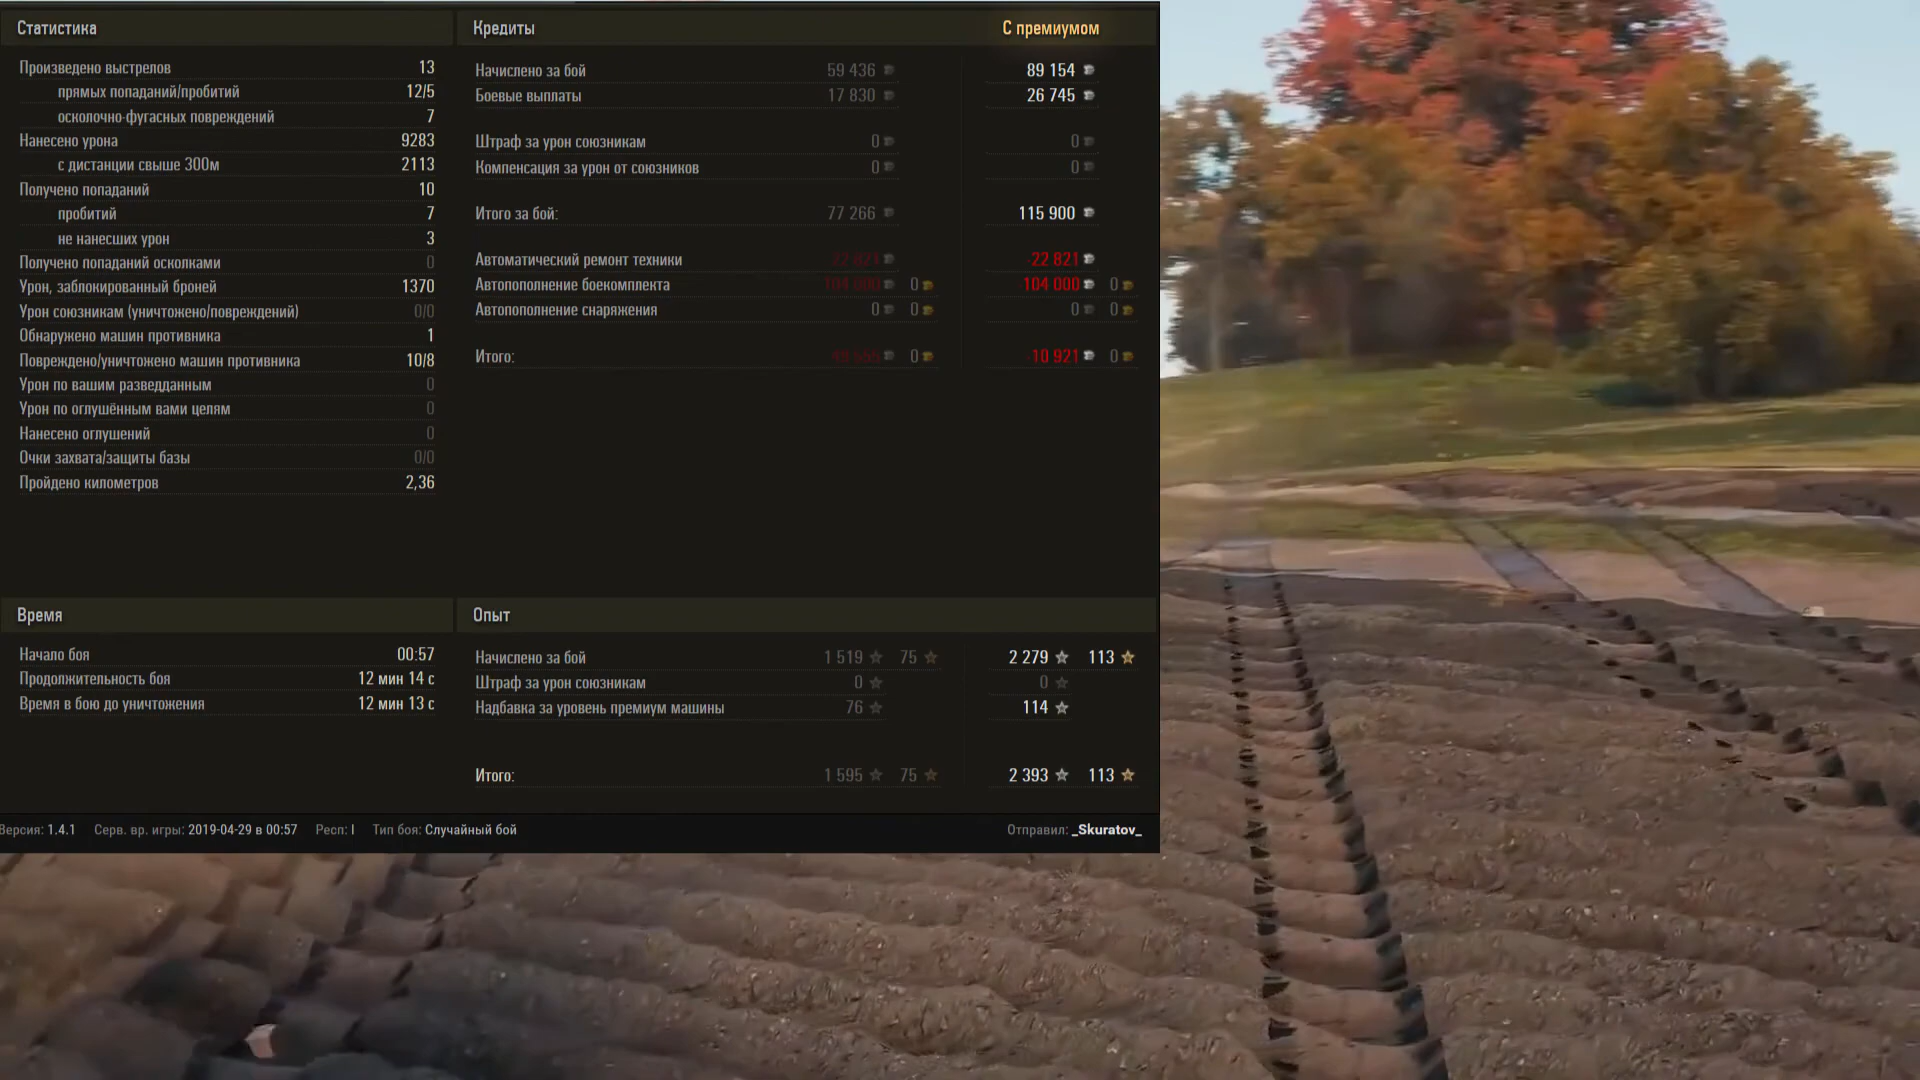 Статистика
Произведено выстрелов 13
прямых попаданий/пробитий 12/5
осколочно-фугасных повреждений 7
Нанесено урона 9283
с дистанции свыше 300м 2113
Получено попаданий 10
пробитий 7
не нанесших урон 3
Получено попаданий осколками 0
Урон, заблокированный броней 1370
Урон союзникам (уничтожено/повреждений) 0/0
Обнаружено машин противника 1
Повреждено/уничтожено машин противника 10/8
Урон по вашим разведданным 0
Урон по оглушённым вами целям 0
Нанесено оглушений 0
Очки захвата/защиты базы 0/0
Пройдено километров 2,36
Кредиты С премиумом
Начислено за бой 59 436 89 154
Боевые выплаты 17 830 26 745
Штраф за урон союзникам 0 0
Компенсация за урон от союзников 0 0
Итого за бой: 77 266 115 900
Автоматический ремонт техники -22 821 -22 821
Автопополнение боекомплекта -104 000 0 -104 000 0
Автопополнение снаряжения 0 0 0 0
Итого: 0 -10 921 0
Время
Начало боя 00:57
Продолжительность боя 12 мин 14 с
Время в бою до уничтожения 12 мин 13 с
Опыт
Начислено за бой 1 519 75 2 279 113
Штраф за урон союзникам 0 0
Надбавка за уровень премиум машины 76 114
Итого: 1 595 75 2 393 113
Версия: 1.4.1 Серв. вр. игры: 2019-04-29 в 00:57 Респ: I Тип боя: Случайный бой Отправил: _Skuratov_